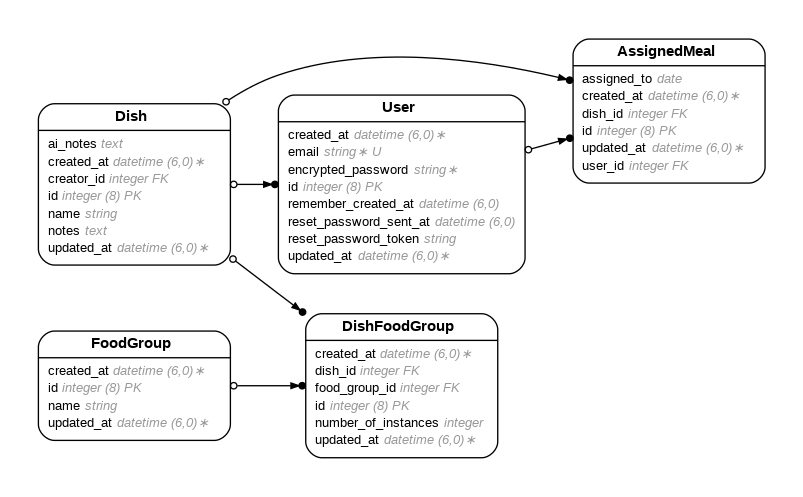 AssignedMeal
assigned_to date
created_at datetime (6,0)∗
dish_id integer FK
id integer (8) PK
updated_at datetime (6,0)∗
user_id integer FK
Dish
ai_notes text
created_at datetime (6,0)∗
creator_id integer FK
id integer (8) PK
name string
notes text
updated_at datetime (6,0)∗
User
created_at datetime (6,0)∗
email string∗ U
encrypted_password string∗
id integer (8) PK
remember_created_at datetime (6,0)
reset_password_sent_at datetime (6,0)
reset_password_token string
updated_at datetime (6,0)∗
FoodGroup
created_at datetime (6,0)∗
id integer (8) PK
name string
updated_at datetime (6,0)∗
DishFoodGroup
created_at datetime (6,0)∗
dish_id integer FK
food_group_id integer FK
id integer (8) PK
number_of_instances integer
updated_at datetime (6,0)∗